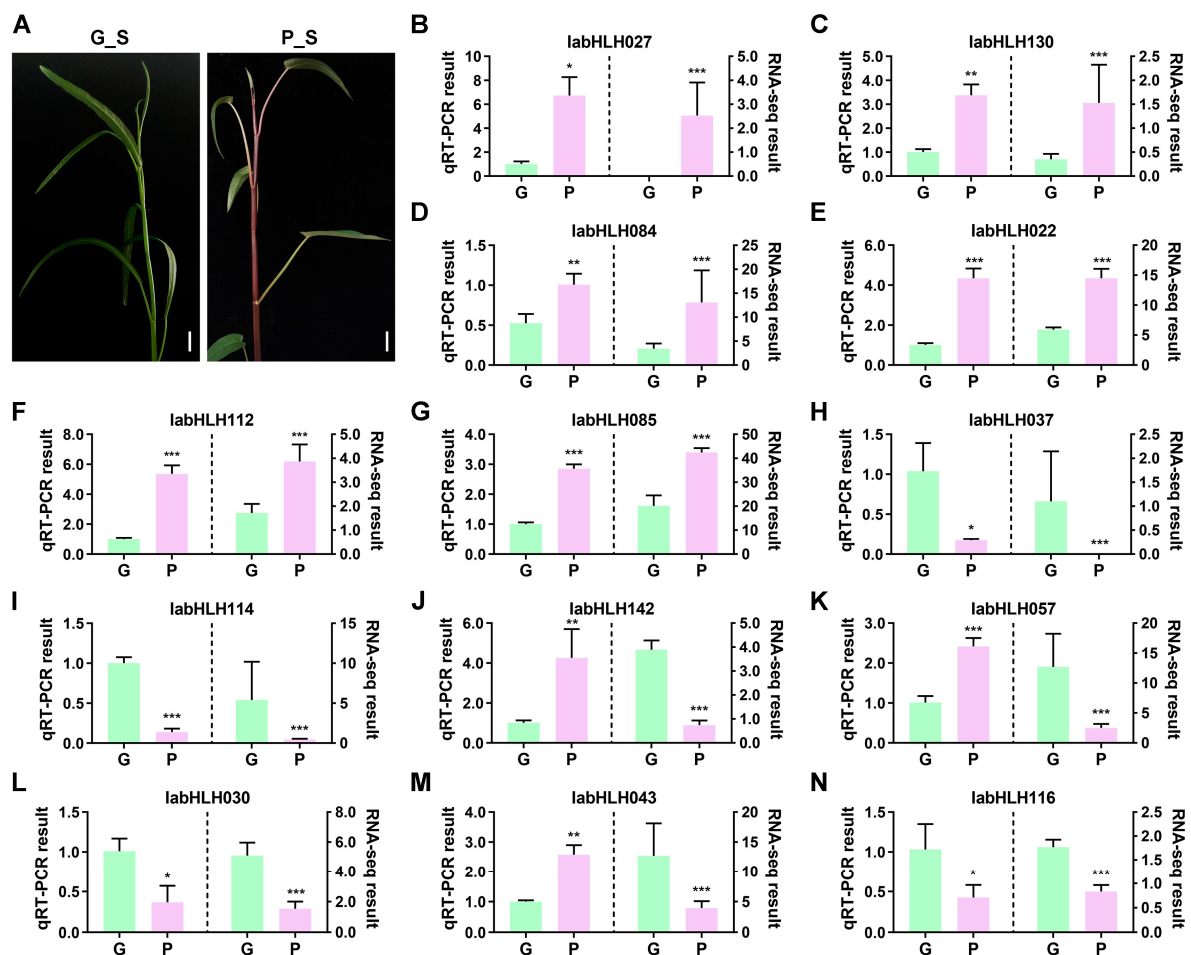 A
G_S
P_S
B
IabHLH027
qRT-PCR result
10
8
6
4
2
0
*
***
5.0
4.0
3.0
2.0
1.0
0.0
RNA-seq result
G P G P
C
IabHLH130
qRT-PCR result
5.0
4.0
3.0
2.0
1.0
0.0
**
***
2.5
2.0
1.5
1.0
0.5
0.0
RNA-seq result
G P G P
D
IabHLH084
qRT-PCR result
1.5
1.0
0.5
0.0
**
***
25
20
15
10
5
0
RNA-seq result
G P G P
E
IabHLH022
qRT-PCR result
6.0
4.0
2.0
0.0
***
***
20
15
10
5
0
RNA-seq result
G P G P
F
IabHLH112
qRT-PCR result
8.0
6.0
4.0
2.0
0.0
***
***
5.0
4.0
3.0
2.0
1.0
0.0
RNA-seq result
G P G P
G
IabHLH085
qRT-PCR result
4.0
3.0
2.0
1.0
0.0
***
***
50
40
30
20
10
0
RNA-seq result
G P G P
H
IabHLH037
qRT-PCR result
1.5
1.0
0.5
0.0
*
***
2.5
2.0
1.5
1.0
0.5
0.0
RNA-seq result
G P G P
I
IabHLH114
qRT-PCR result
1.5
1.0
0.5
0.0
***
***
15
10
5
0
RNA-seq result
G P G P
J
IabHLH142
qRT-PCR result
6.0
4.0
2.0
0.0
**
***
5.0
4.0
3.0
2.0
1.0
0.0
RNA-seq result
G P G P
K
IabHLH057
qRT-PCR result
3.0
2.0
1.0
0.0
***
***
20
15
10
5
0
RNA-seq result
G P G P
L
IabHLH030
qRT-PCR result
1.5
1.0
0.5
0.0
*
***
8.0
6.0
4.0
2.0
0.0
RNA-seq result
G P G P
M
IabHLH043
qRT-PCR result
4.0
3.0
2.0
1.0
0.0
**
***
20
15
10
5
0
RNA-seq result
G P G P
N
IabHLH116
qRT-PCR result
1.5
1.0
0.5
0.0
*
***
2.5
2.0
1.5
1.0
0.5
0.0
RNA-seq result
G P G P